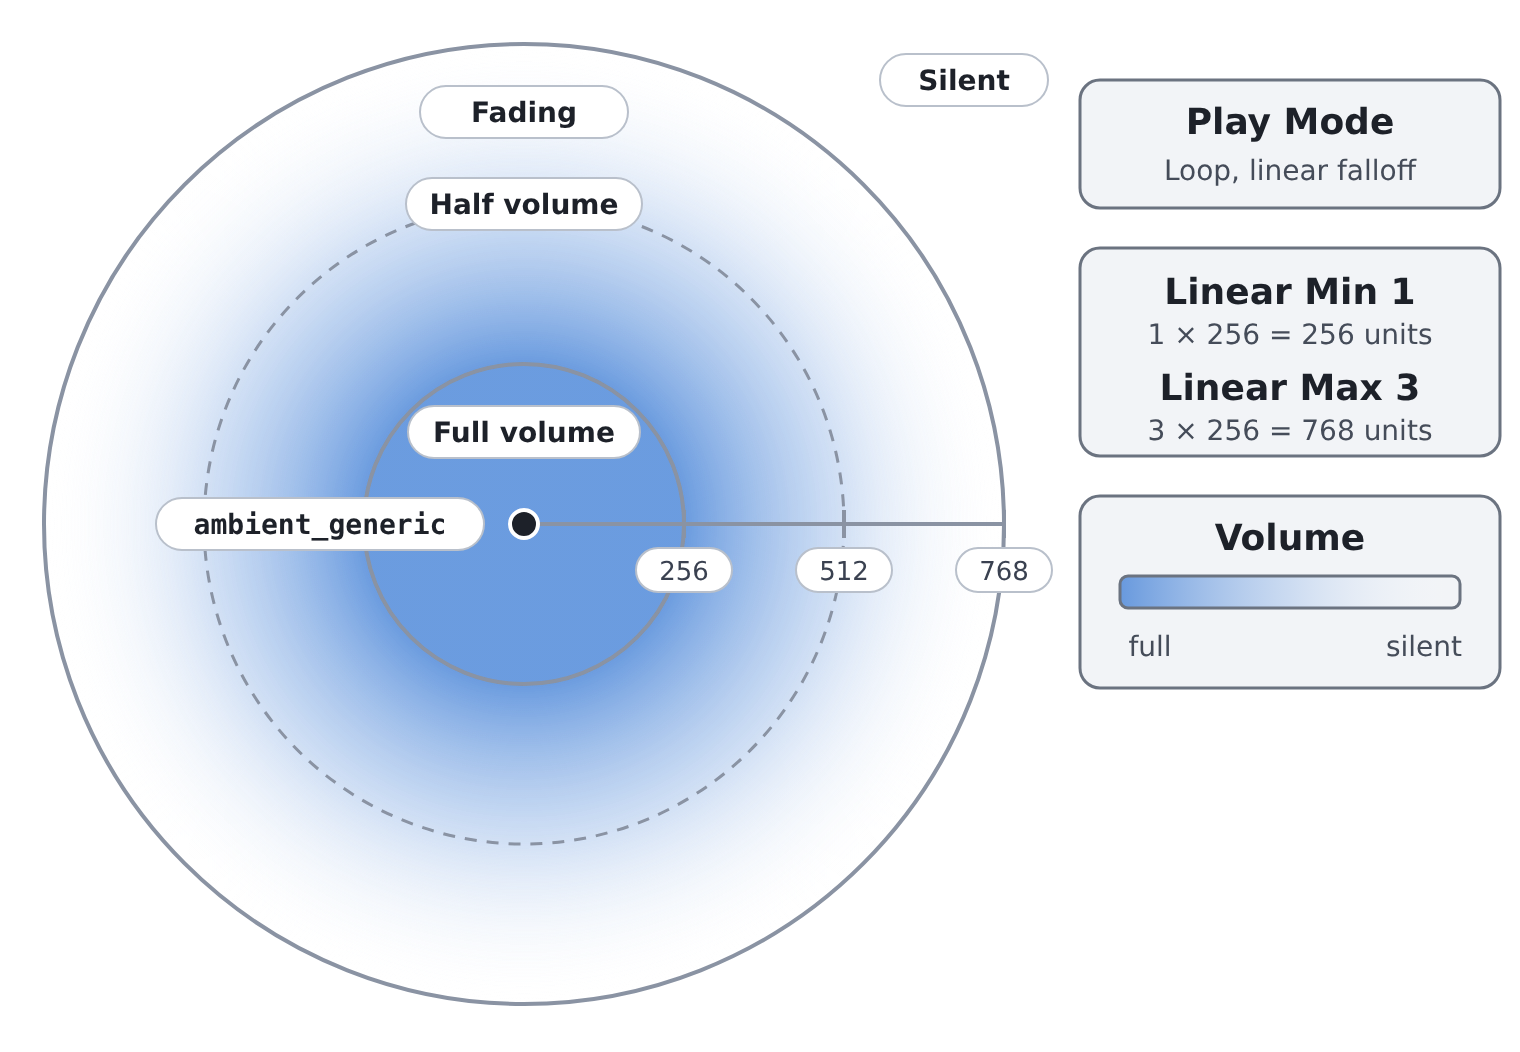 Silent
Fading
Half volume
Full volume
ambient_generic
256
512
768
Play Mode
Loop, linear falloff
Linear Min 1
1 × 256 = 256 units
Linear Max 3
3 × 256 = 768 units
Volume
full
silent